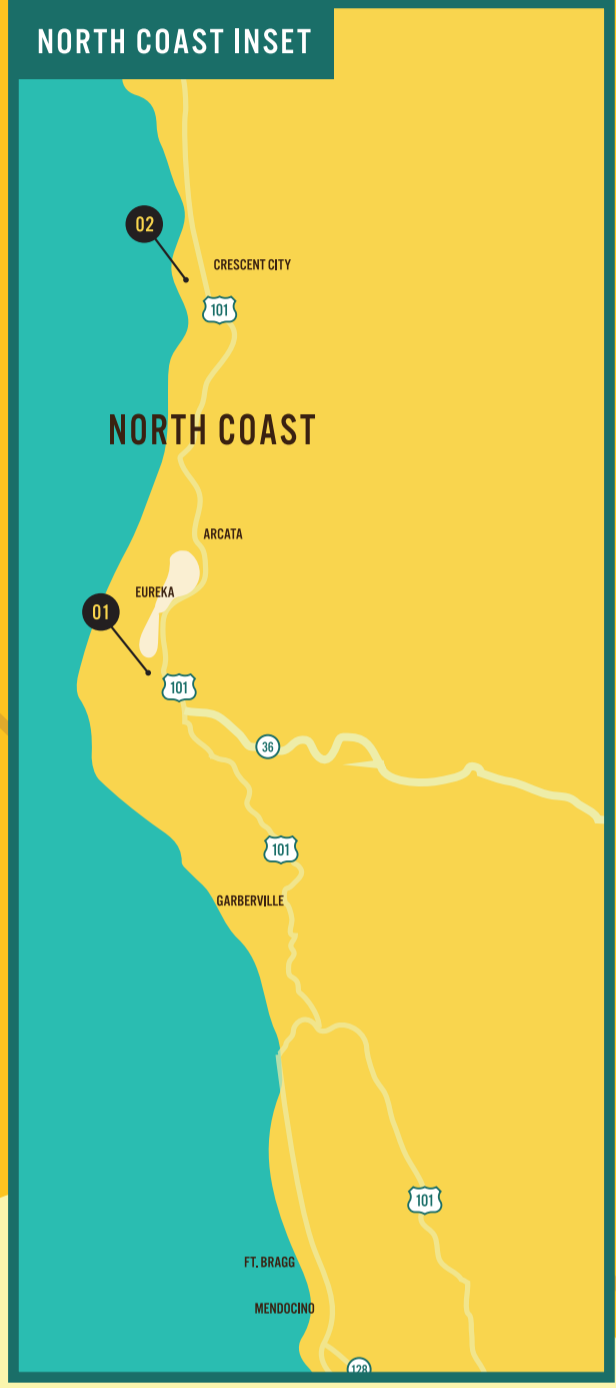 NORTH COAST INSET
02
CRESCENT CITY
101
NORTH COAST
ARCATA
EUREKA
01
101
36
101
GARBERVILLE
101
FT. BRAGG
MENDOCINO
128